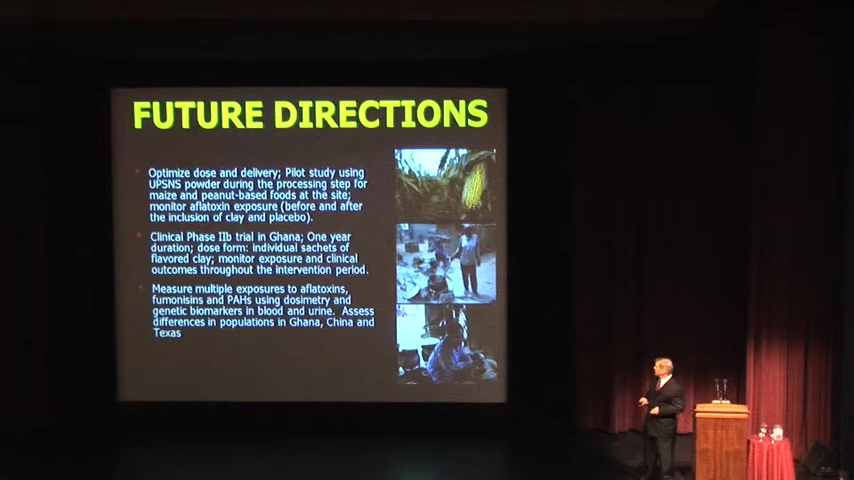 FUTURE DIRECTIONS
Optimize dose and delivery; Pilot study using
UPSNS powder during the processing step for
maize and peanut-based foods at the site;
monitor aflatoxin exposure (before and after
the inclusion of clay and placebo).
Clinical Phase IIb trial in Ghana; One year
duration; dose form: individual sachets of
flavored clay; monitor exposure and clinical
outcomes throughout the intervention period.
Measure multiple exposures to aflatoxins,
fumonisins and PAHs using dosimetry and
genetic biomarkers in blood and urine. Assess
differences in populations in Ghana, China and
Texas